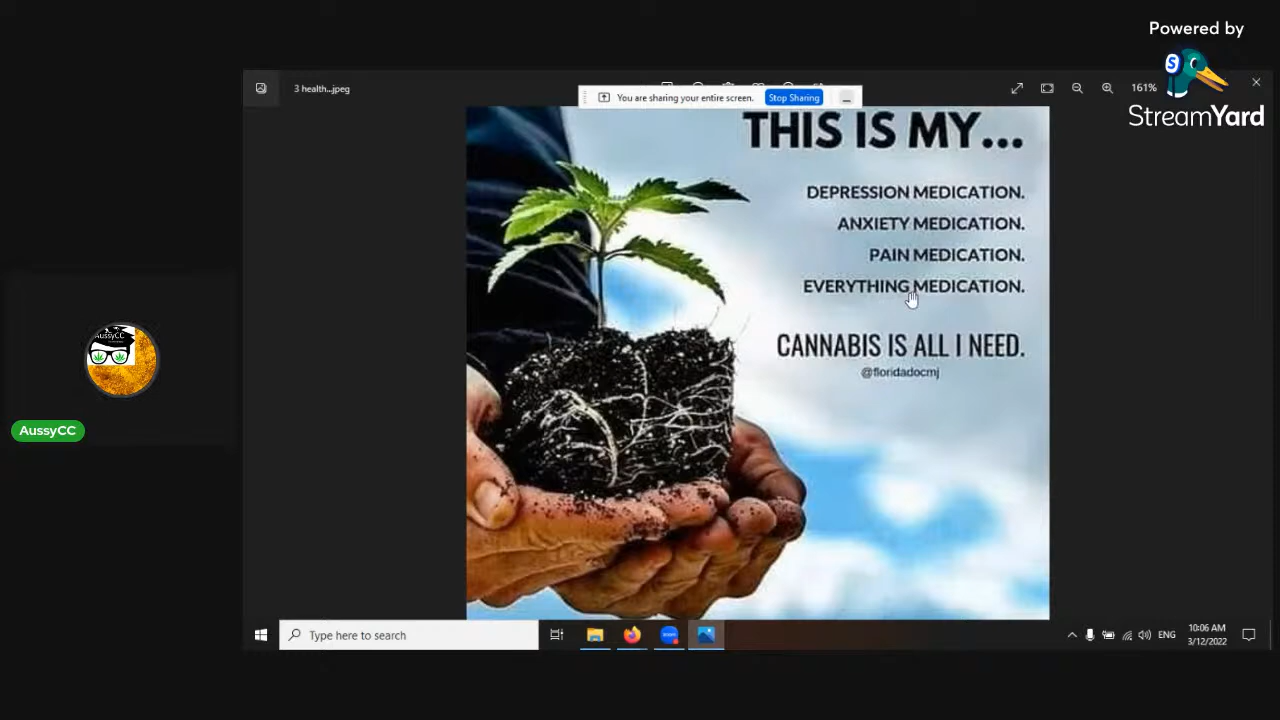 Powered by
StreamYard
3 health...jpeg
You are sharing your entire screen.
Stop Sharing
161%
THIS IS MY...
DEPRESSION MEDICATION.
ANXIETY MEDICATION.
PAIN MEDICATION.
EVERYTHING MEDICATION.
CANNABIS IS ALL I NEED.
@floridadocmj
AussyCC
AussyCC
Type here to search
zoom
ENG
10:06 AM
3/12/2022